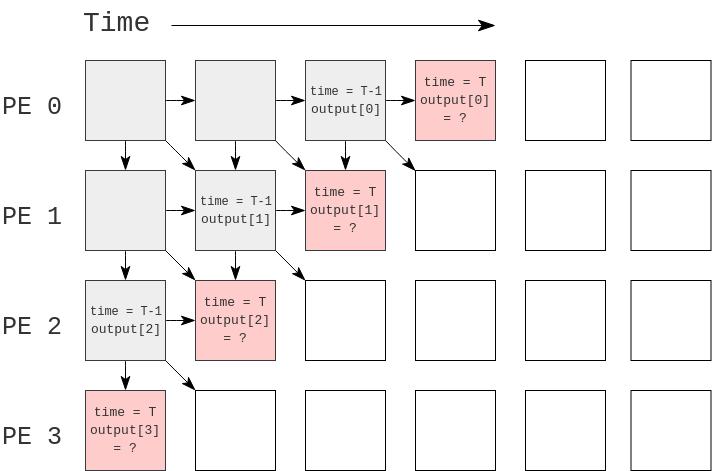 Time
PE 0
time = T-1
output[0]
time = T
output[0]
= ?
PE 1
time = T-1
output[1]
time = T
output[1]
= ?
PE 2
time = T-1
output[2]
time = T
output[2]
= ?
PE 3
time = T
output[3]
= ?